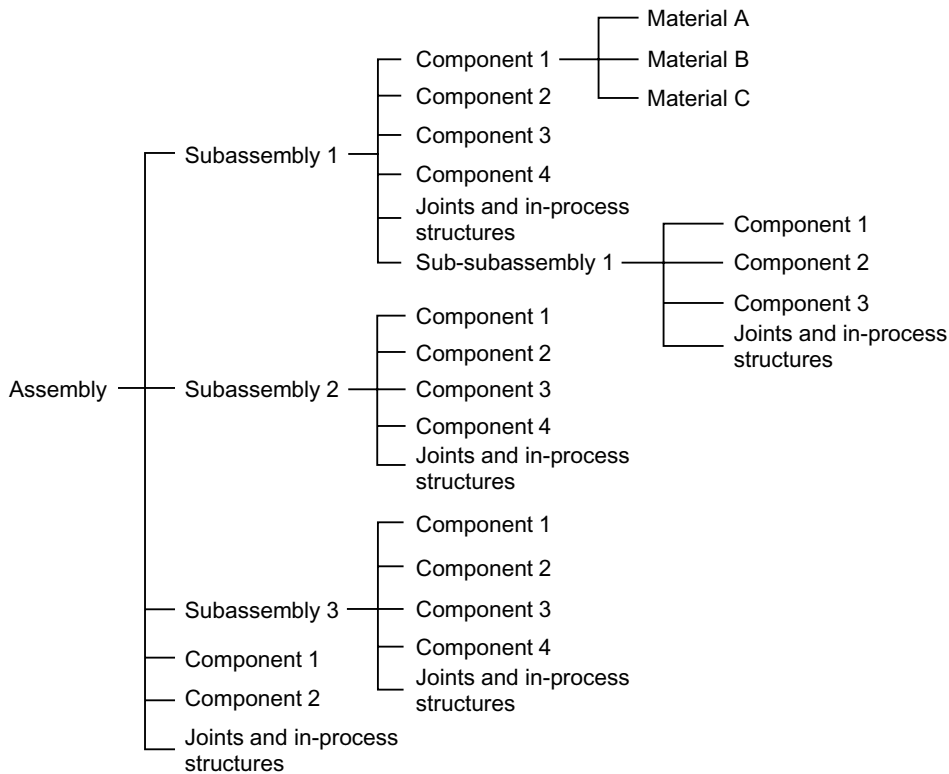 Material A
Component 1
Material B
Component 2
Material C
Component 3
Subassembly 1
Component 4
Joints and in-process
structures
Component 1
Sub-subassembly 1
Component 2
Component 3
Joints and in-process
structures
Component 1
Component 2
Assembly
Subassembly 2
Component 3
Component 4
Joints and in-process
structures
Component 1
Component 2
Subassembly 3
Component 3
Component 1
Component 4
Joints and in-process
structures
Component 2
Joints and in-process
structures